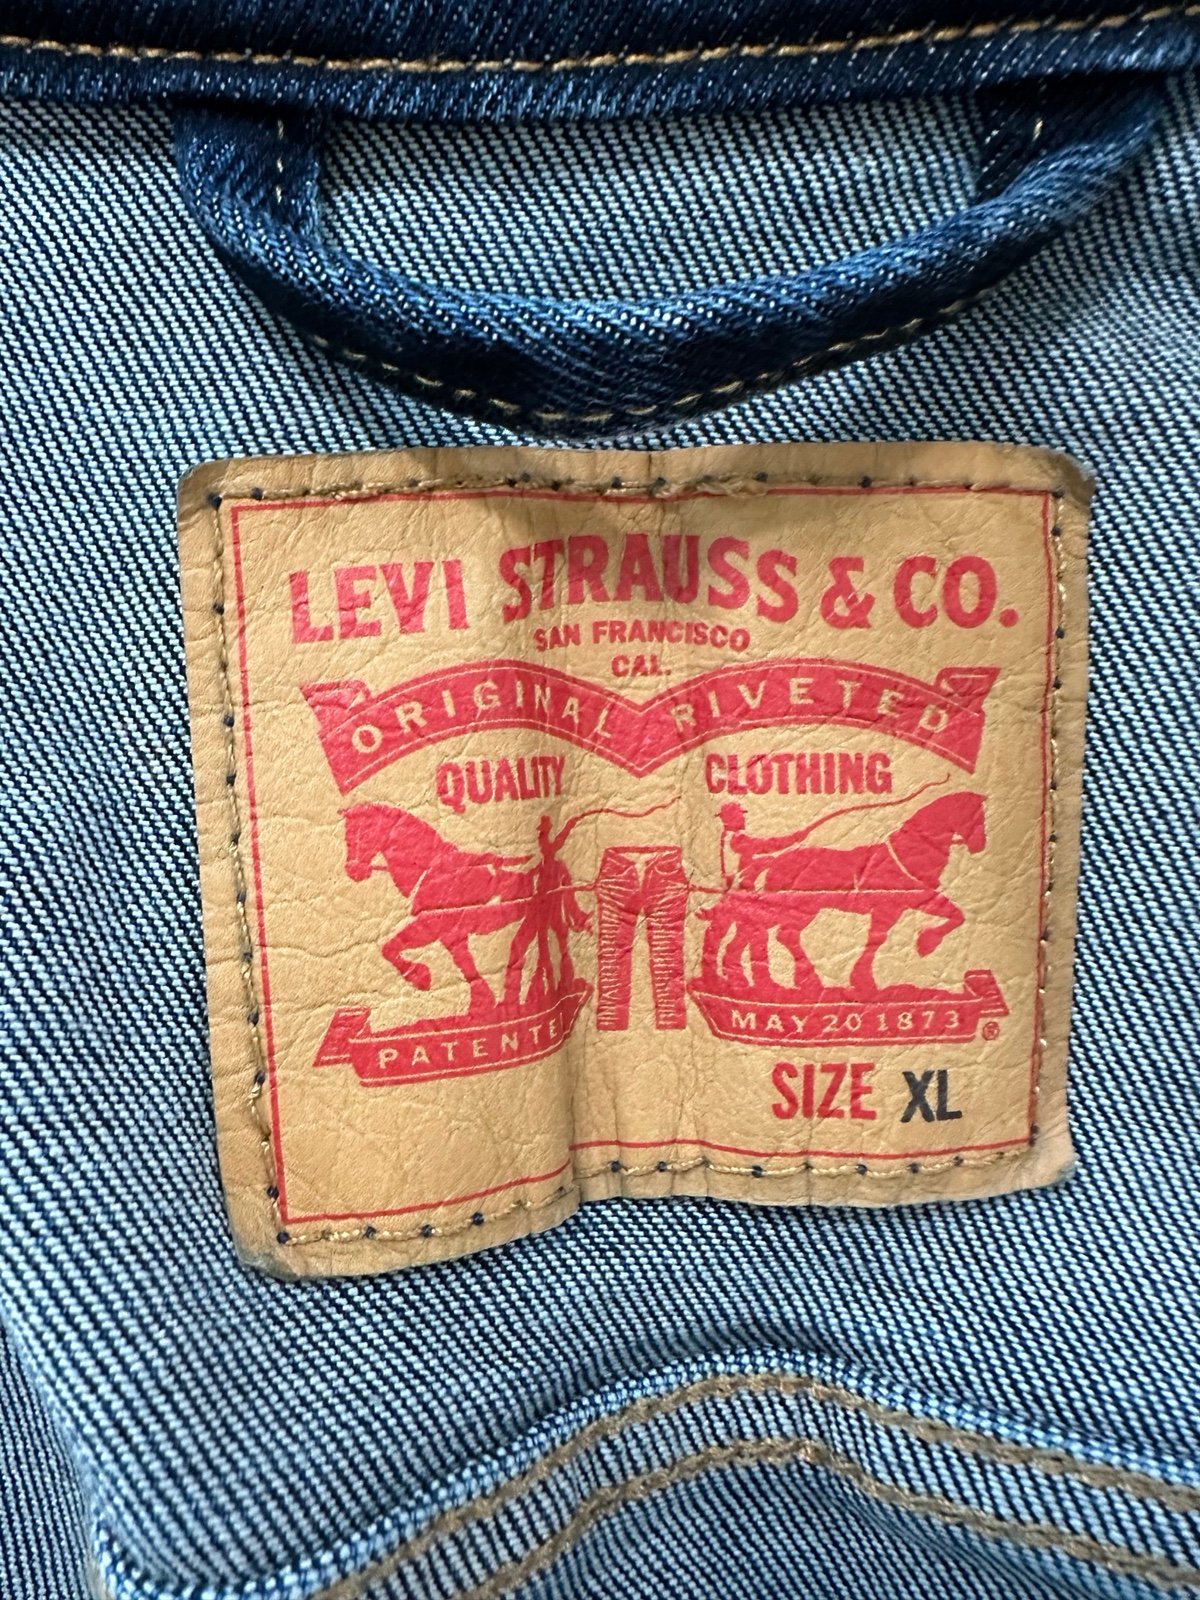 LEVI STRAUSS & CO.
SAN FRANCISCO
CAL.
ORIGINAL RIVETED
QUALITY CLOTHING
PATENTED
MAY 20 1873 ®
SIZE XL